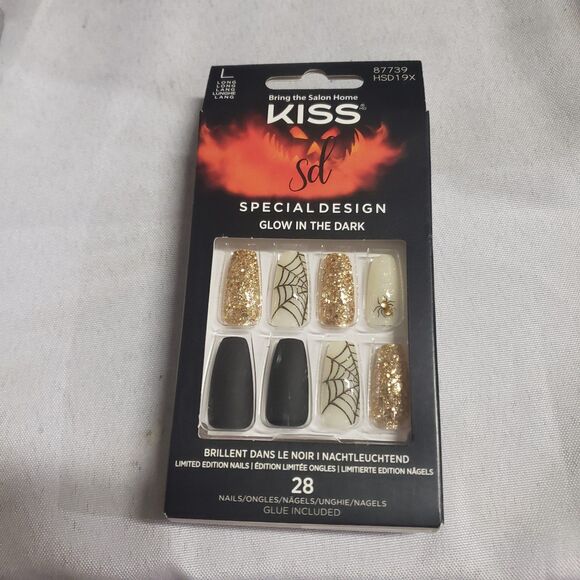 L
LONG
LONG
LANG
LUNGHE
LANG
87739
HSD19X
Bring the Salon Home
KISS
sd
SPECIAL DESIGN
GLOW IN THE DARK
BRILLENT DANS LE NOIR | NACHTLEUCHTEND
LIMITED EDITION NAILS | ÉDITION LIMITÉE ONGLES | LIMITIERTE EDITION NÄGELS
28
NAILS/ONGLES/NÄGELS/UNGHIE/NAGELS
GLUE INCLUDED